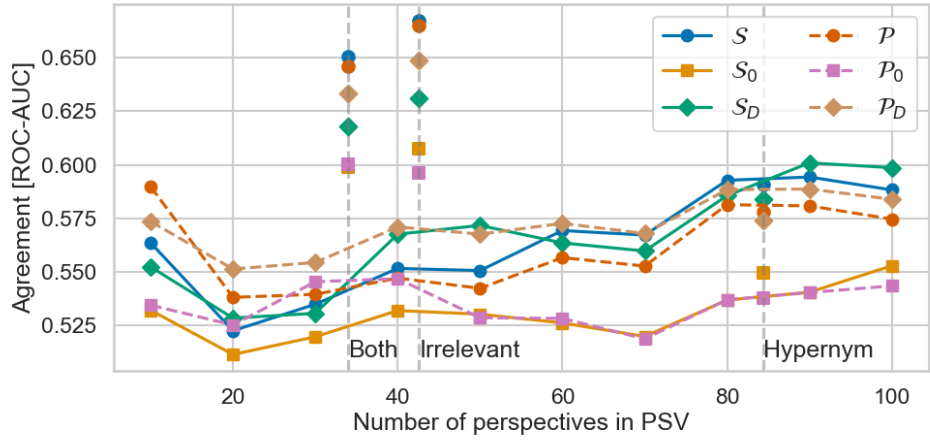 Agreement [ROC-AUC]
0.650
0.625
0.600
0.575
0.550
0.525
𝒮 𝒫
𝒮₀ 𝒫₀
𝒮_D 𝒫_D
Both Irrelevant Hypernym
20 40 60 80 100
Number of perspectives in PSV